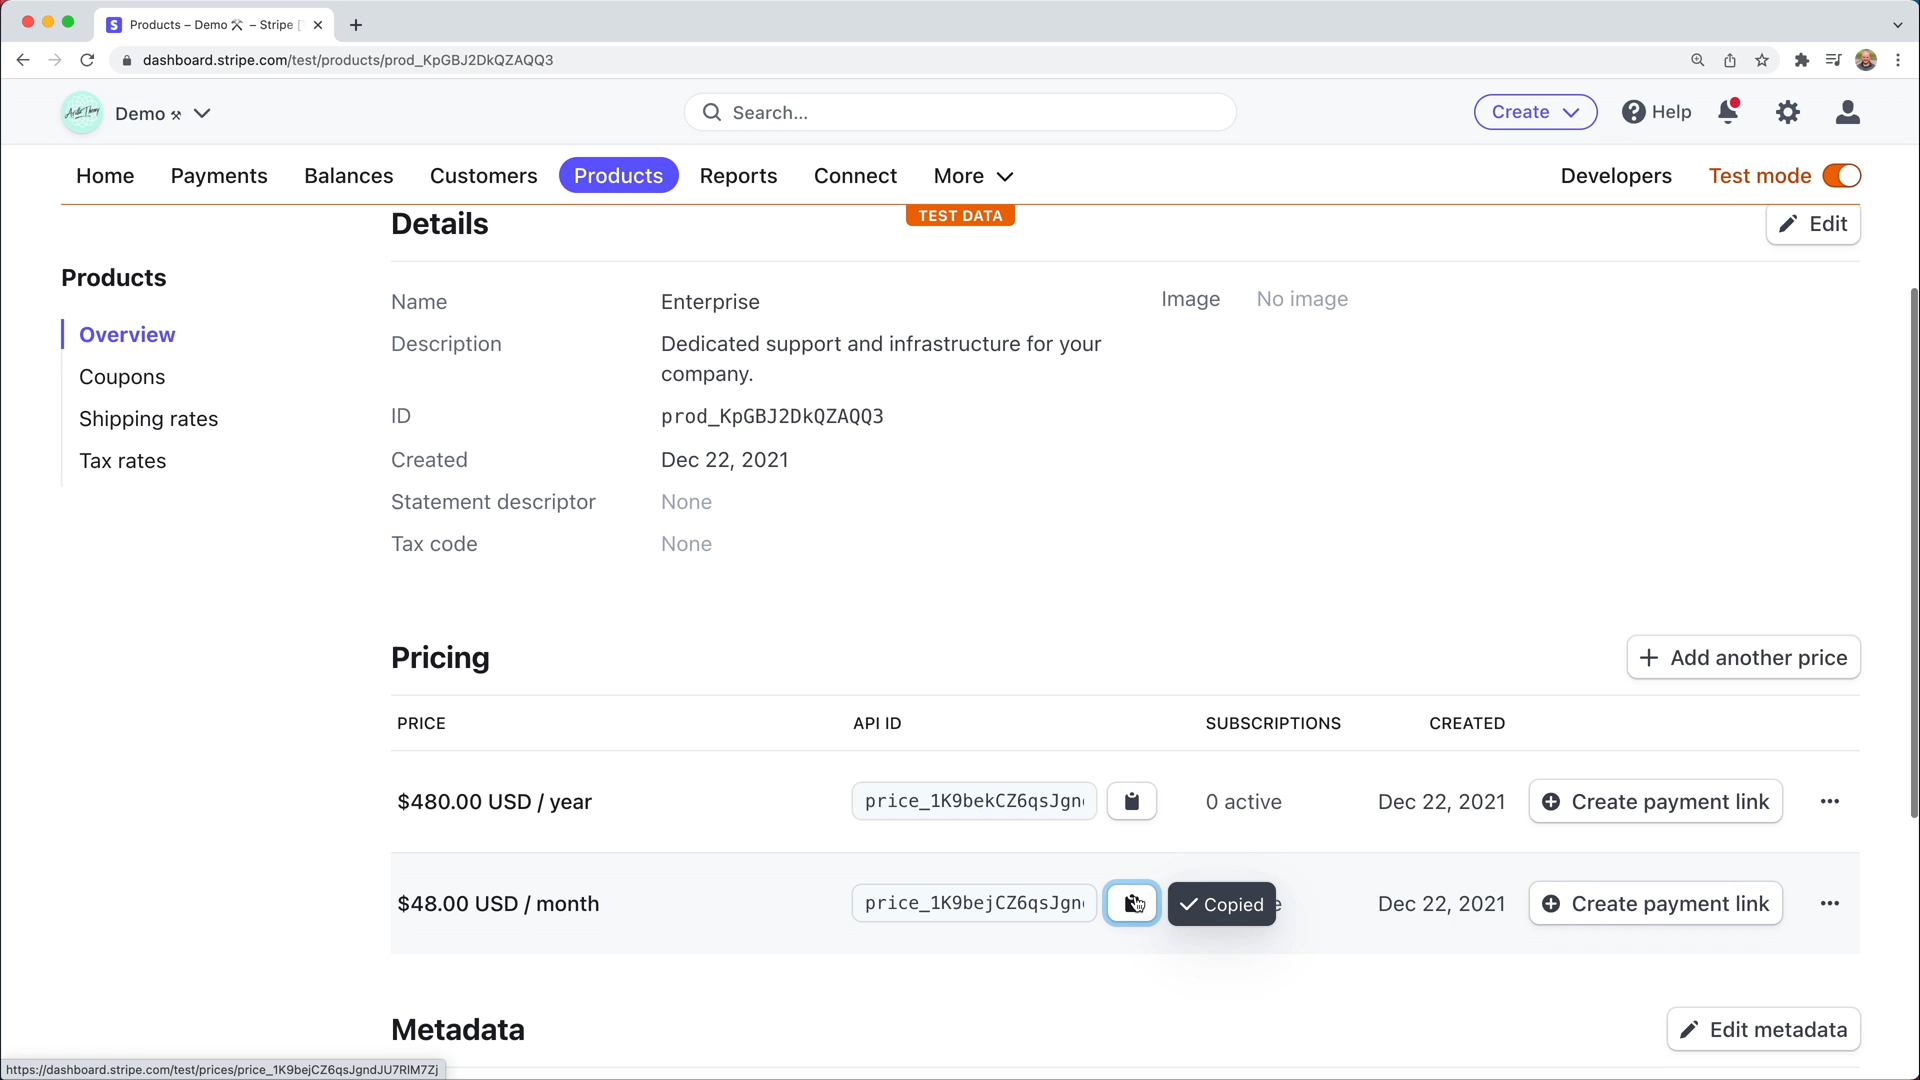 Products – Demo – Stripe [
dashboard.stripe.com/test/products/prod_KpGBJ2DkQZAQQ3
Demo
Search...
Create
Help
Home
Payments
Balances
Customers
Products
Reports
Connect
More
Developers
Test mode
TEST DATA
Details
Edit
Products
Overview
Coupons
Shipping rates
Tax rates
Name
Enterprise
Image
No image
Description
Dedicated support and infrastructure for your
company.
ID
prod_KpGBJ2DkQZAQQ3
Created
Dec 22, 2021
Statement descriptor
None
Tax code
None
Pricing
Add another price
PRICE
API ID
SUBSCRIPTIONS
CREATED
$480.00 USD / year
price_1K9bekCZ6qsJgn
0 active
Dec 22, 2021
Create payment link
$48.00 USD / month
price_1K9bejCZ6qsJgn
Copied
Dec 22, 2021
Create payment link
Metadata
Edit metadata
https://dashboard.stripe.com/test/prices/price_1K9bejCZ6qsJgndJU7RlM7Zj